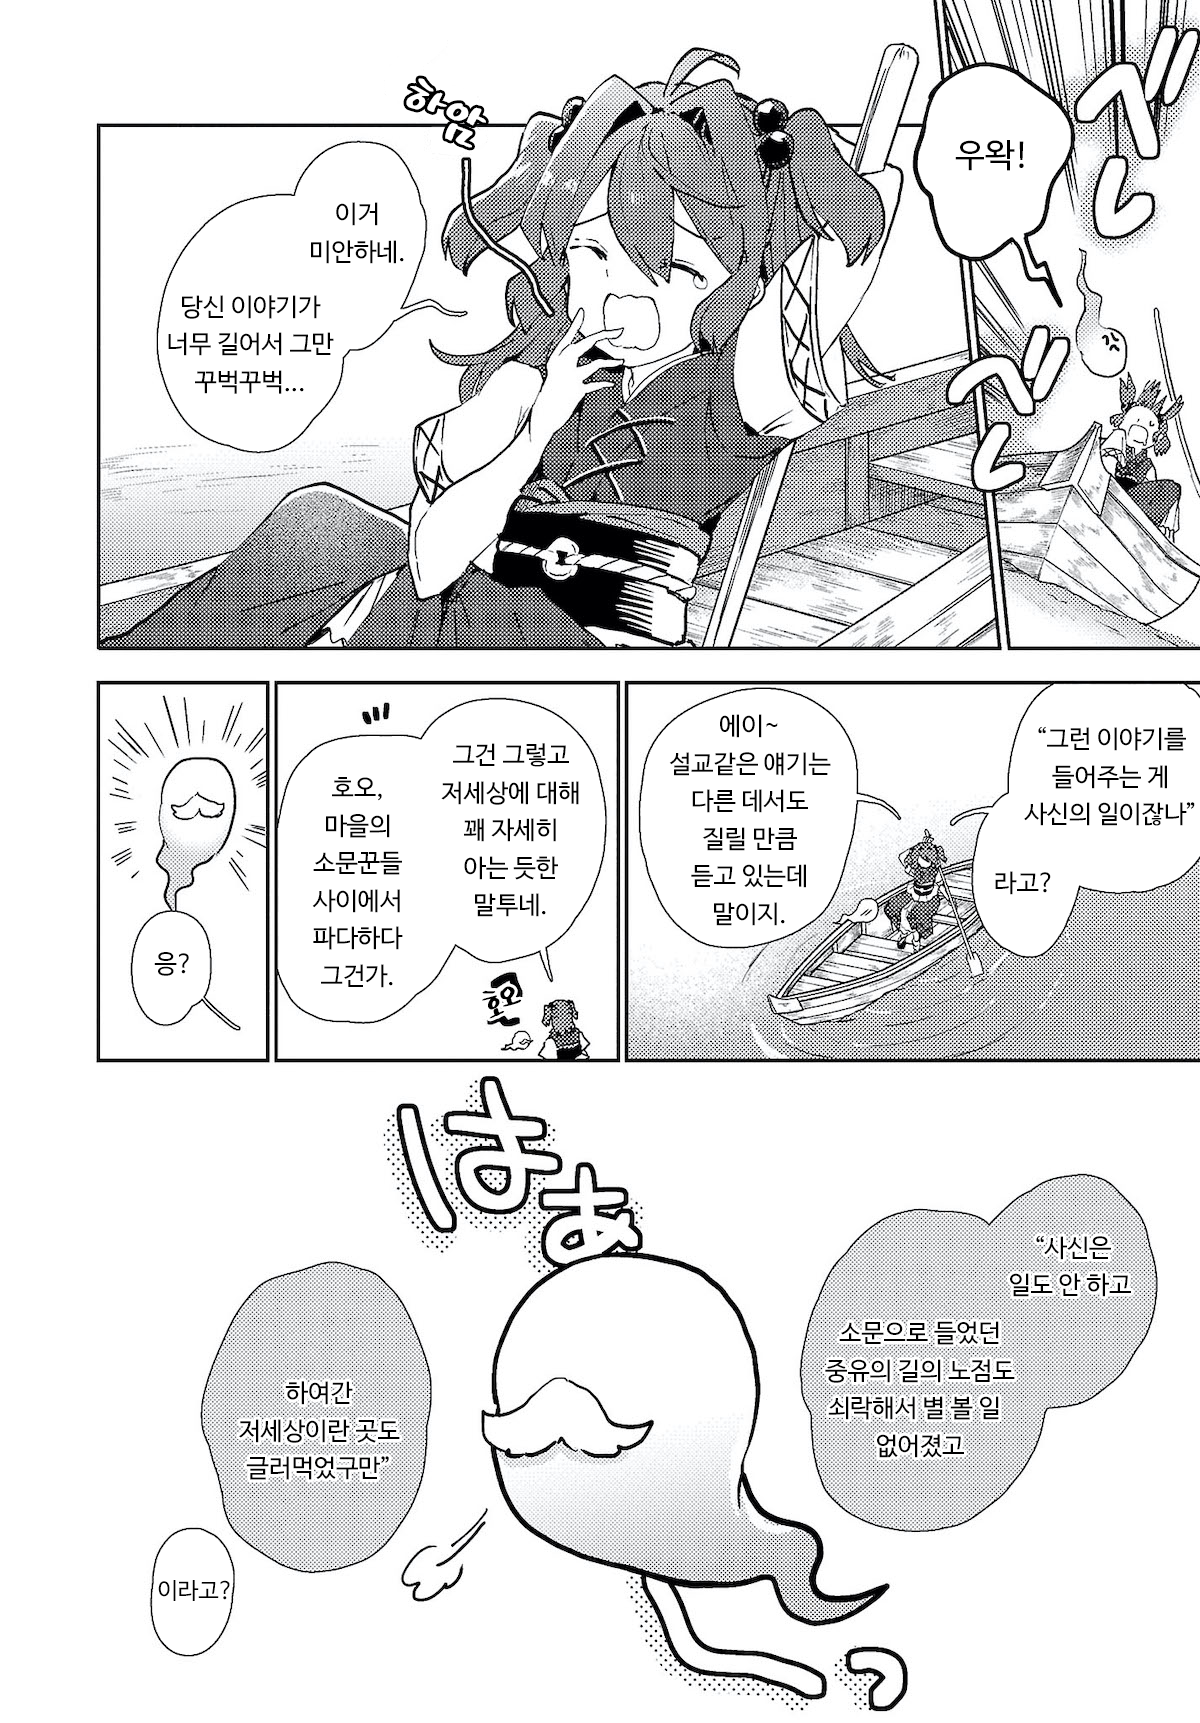 べしべし
우왁!
하암
이거
미안하네.
당신 이야기가
너무 길어서 그만
꾸벅꾸벅...
“그런 이야기를
들어주는 게
사신의 일이잖나”
라고?
에이~
설교같은 얘기는
다른 데서도
질릴 만큼
듣고 있는데
말이지.
그건 그렇고
저세상에 대해
꽤 자세히
아는 듯한
말투네.
호오,
마을의
소문꾼들
사이에서
파다하다
그건가.
호오
응?
“사신은
일도 안 하고
소문으로 들었던
중유의 길의 노점도
쇠락해서 별 볼 일
없어졌고
하여간
저세상이란 곳도
글러먹었구만”
이라고?
はぁーっ